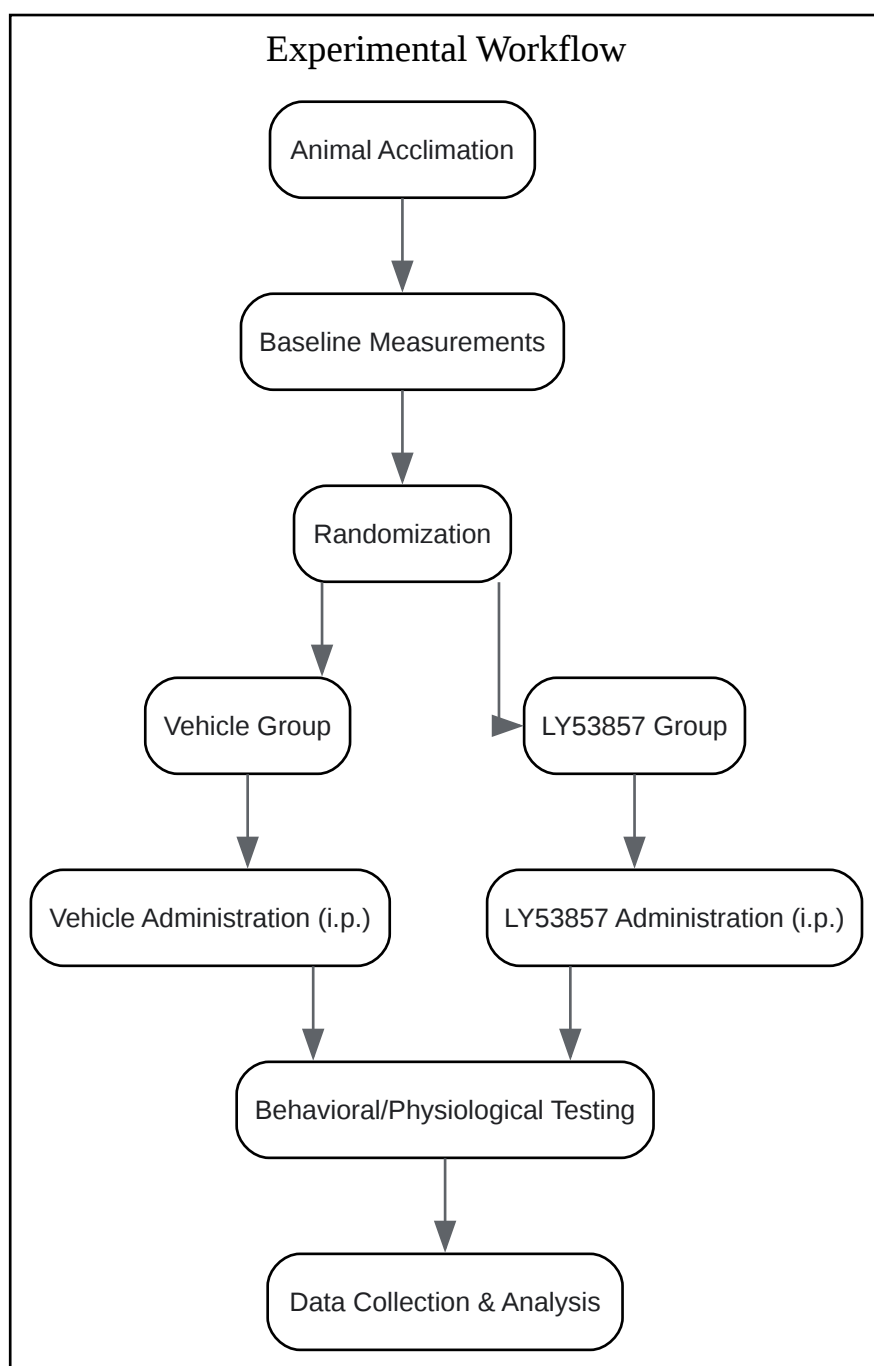 Experimental Workflow
Animal Acclimation
Baseline Measurements
Randomization
Vehicle Group
LY53857 Group
Vehicle Administration (i.p.)
LY53857 Administration (i.p.)
Behavioral/Physiological Testing
Data Collection & Analysis